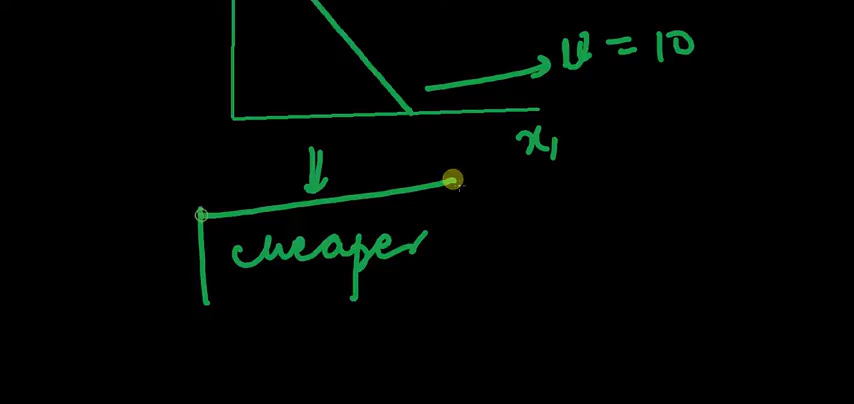 u = 10
x₁
cheaper